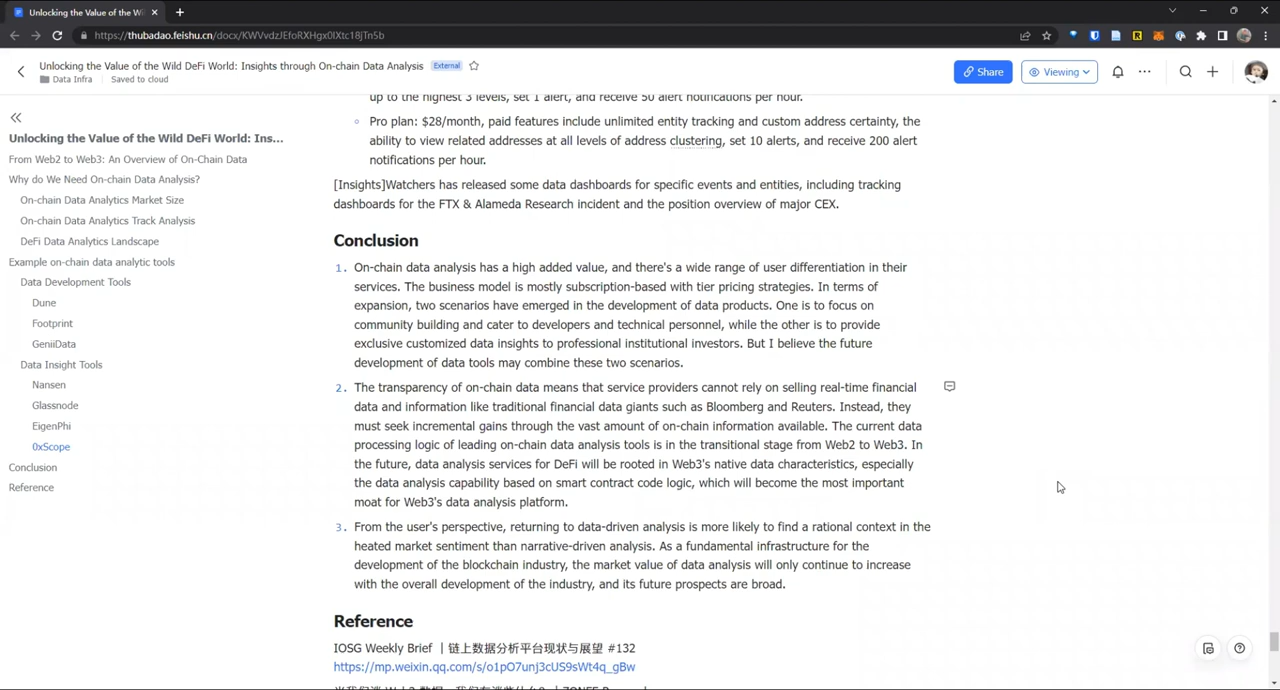 Unlocking the Value of the Wi
https://thubadao.feishu.cn/docx/KWVvdzJEfoRXHgx0IXtc18jTn5b
Unlocking the Value of the Wild DeFi World: Insights through On-chain Data Analysis External
Data Infra Saved to cloud
Share
Viewing
Unlocking the Value of the Wild DeFi World: Ins...
From Web2 to Web3: An Overview of On-Chain Data
Why do We Need On-chain Data Analysis?
On-chain Data Analytics Market Size
On-chain Data Analytics Track Analysis
DeFi Data Analytics Landscape
Example on-chain data analytic tools
Data Development Tools
Dune
Footprint
GeniiData
Data Insight Tools
Nansen
Glassnode
EigenPhi
0xScope
Conclusion
Reference
up to the highest 3 levels, set 1 alert, and receive 50 alert notifications per hour.
Pro plan: $28/month, paid features include unlimited entity tracking and custom address certainty, the
ability to view related addresses at all levels of address clustering, set 10 alerts, and receive 200 alert
notifications per hour.
[Insights]Watchers has released some data dashboards for specific events and entities, including tracking
dashboards for the FTX & Alameda Research incident and the position overview of major CEX.
Conclusion
1. On-chain data analysis has a high added value, and there's a wide range of user differentiation in their
services. The business model is mostly subscription-based with tier pricing strategies. In terms of
expansion, two scenarios have emerged in the development of data products. One is to focus on
community building and cater to developers and technical personnel, while the other is to provide
exclusive customized data insights to professional institutional investors. But I believe the future
development of data tools may combine these two scenarios.
2. The transparency of on-chain data means that service providers cannot rely on selling real-time financial
data and information like traditional financial data giants such as Bloomberg and Reuters. Instead, they
must seek incremental gains through the vast amount of on-chain information available. The current data
processing logic of leading on-chain data analysis tools is in the transitional stage from Web2 to Web3. In
the future, data analysis services for DeFi will be rooted in Web3's native data characteristics, especially
the data analysis capability based on smart contract code logic, which will become the most important
moat for Web3's data analysis platform.
3. From the user's perspective, returning to data-driven analysis is more likely to find a rational context in the
heated market sentiment than narrative-driven analysis. As a fundamental infrastructure for the
development of the blockchain industry, the market value of data analysis will only continue to increase
with the overall development of the industry, and its future prospects are broad.
Reference
IOSG Weekly Brief ｜链上数据分析平台现状与展望 #132
https://mp.weixin.qq.com/s/o1pO7unj3cUS9sWt4q_gBw